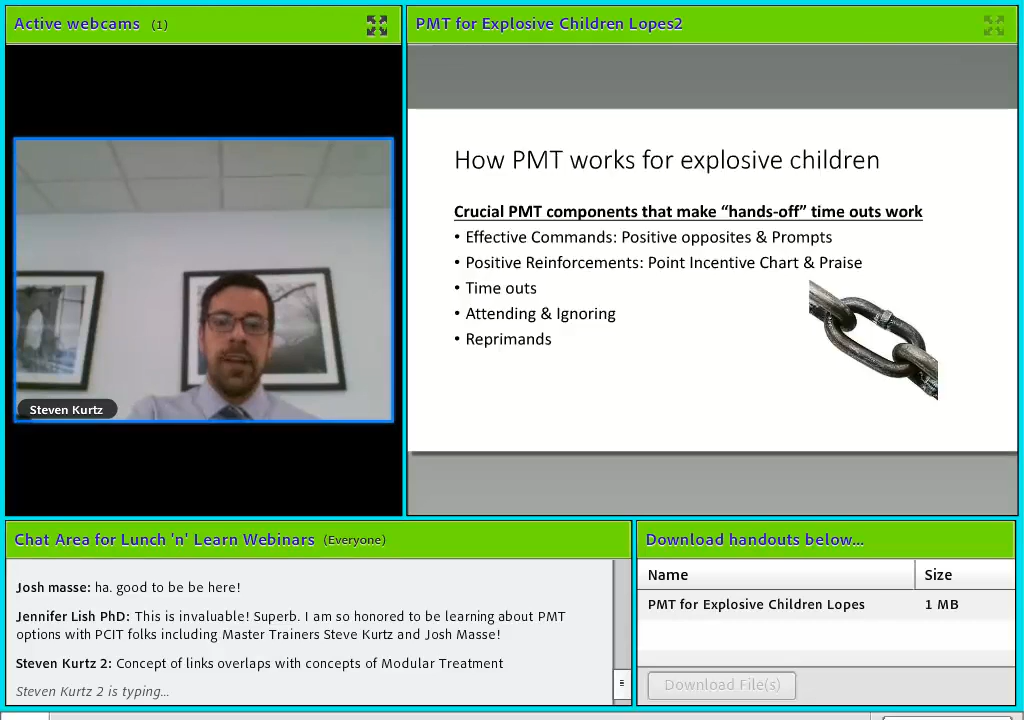 Active webcams (1)
PMT for Explosive Children Lopes2
How PMT works for explosive children
Crucial PMT components that make “hands-off” time outs work
• Effective Commands: Positive opposites & Prompts
• Positive Reinforcements: Point Incentive Chart & Praise
• Time outs
• Attending & Ignoring
• Reprimands
Steven Kurtz
Chat Area for Lunch 'n' Learn Webinars (Everyone)
Josh masse: ha. good to be be here!
Jennifer Lish PhD: This is invaluable! Superb. I am so honored to be learning about PMT
options with PCIT folks including Master Trainers Steve Kurtz and Josh Masse!
Steven Kurtz 2: Concept of links overlaps with concepts of Modular Treatment
Steven Kurtz 2 is typing...
Download handouts below...
Name Size
PMT for Explosive Children Lopes 1 MB
Download File(s)